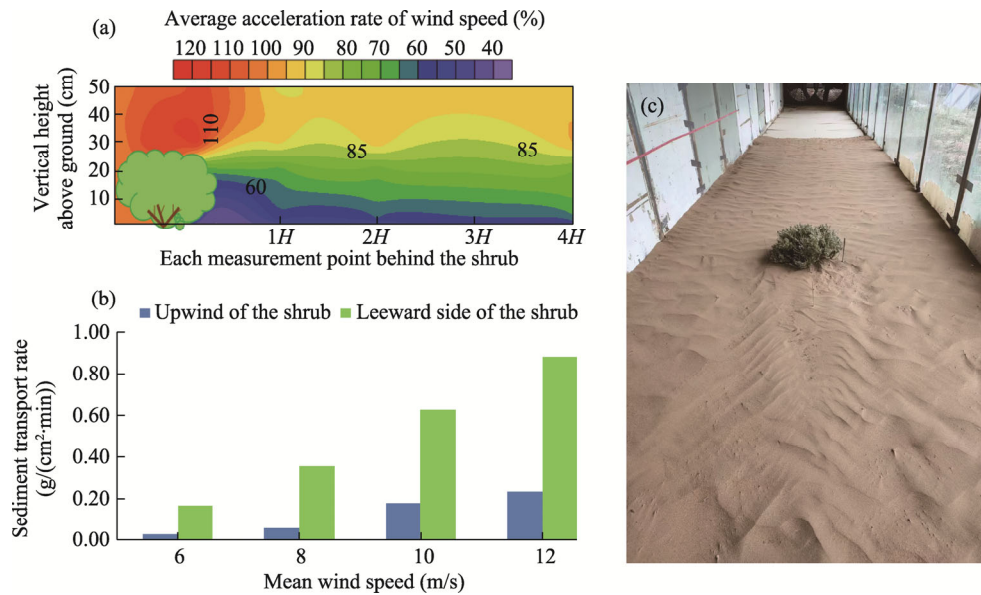 (a)
Average acceleration rate of wind speed (%)
120 110 100 90 80 70 60 50 40
Vertical height
above ground (cm)
50
40
30
20
10
110
85
85
60
1H 2H 3H 4H
Each measurement point behind the shrub
(b)
Upwind of the shrub
Leeward side of the shrub
Sediment transport rate
(g/(cm²·min))
1.00
0.80
0.60
0.40
0.20
0.00
6 8 10 12
Mean wind speed (m/s)
(c)